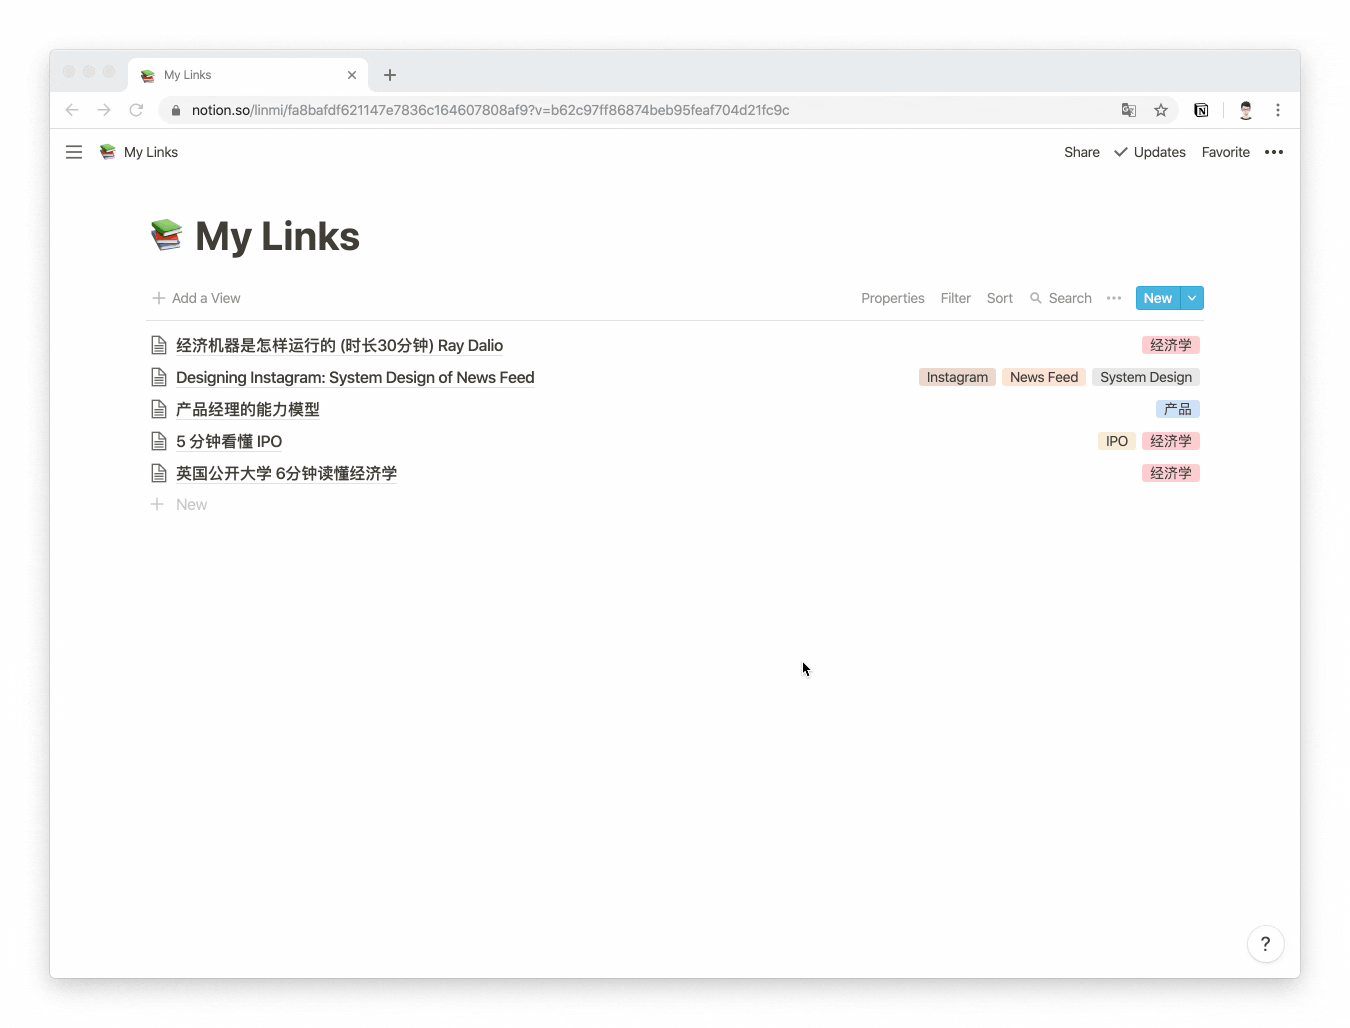 My Links
notion.so/linmi/fa8bafdf621147e7836c164607808af9?v=b62c97ff86874beb95feaf704d21fc9c
My Links Share Updates Favorite
My Links
Add a View Properties Filter Sort Search New
经济机器是怎样运行的 (时长30分钟) Ray Dalio 经济学
Designing Instagram: System Design of News Feed Instagram News Feed System Design
产品经理的能力模型 产品
5 分钟看懂 IPO IPO 经济学
英国公开大学 6分钟读懂经济学 经济学
New
?